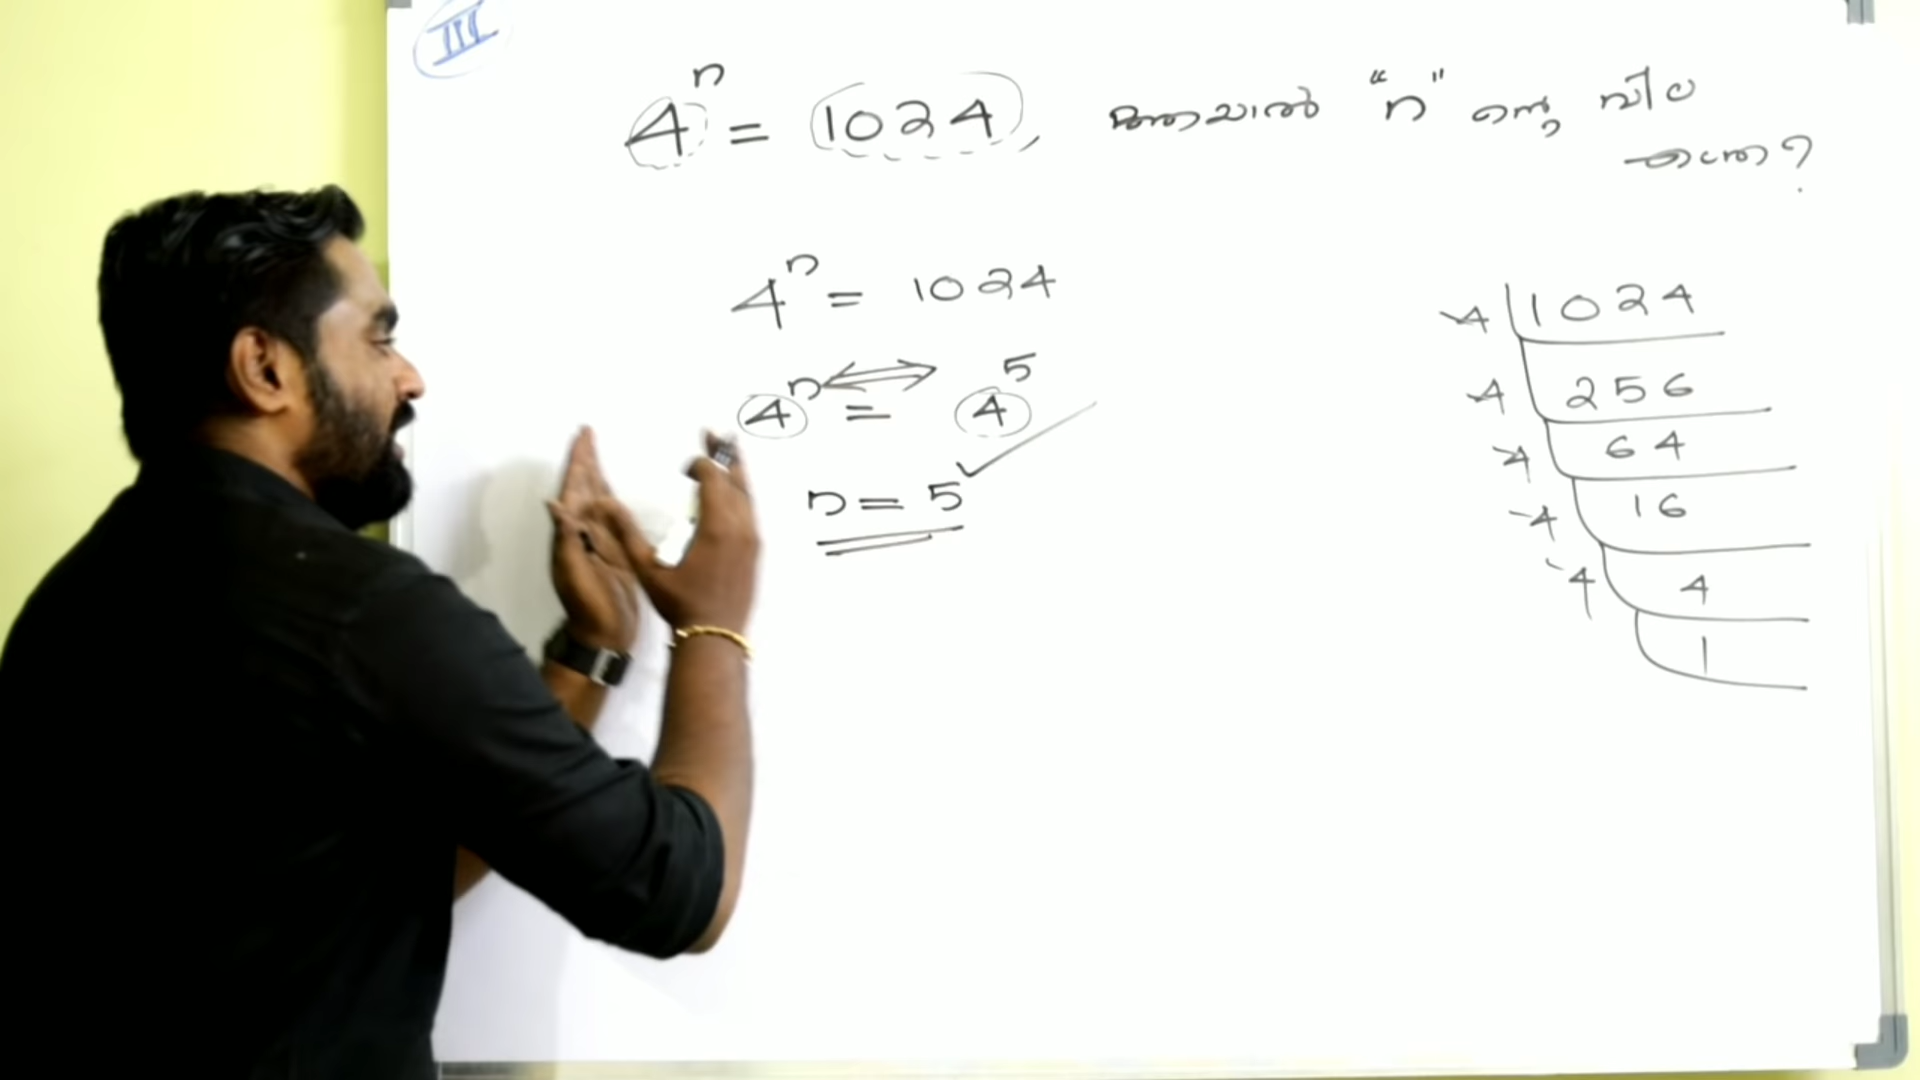 III
4ⁿ = 1024, ആയാൽ "n" ന്റെ വില
എത്ര?
4ⁿ = 1024
4ⁿ = 4⁵
n = 5
4 | 1024
4 | 256
4 | 64
4 | 16
4 | 4
1